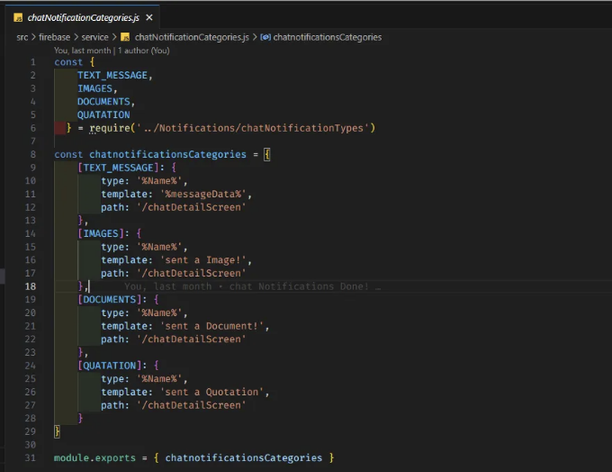 JS chatNotificationCategories.js ×
src > firebase > service > JS chatNotificationCategories.js > chatnotificationsCategories
You, last month | 1 author (You)
1 const {
2 TEXT_MESSAGE,
3 IMAGES,
4 DOCUMENTS,
5 QUATATION
6 } = require('../Notifications/chatNotificationTypes')
7
8 const chatnotificationsCategories = {
9 [TEXT_MESSAGE]: {
10 type: '%Name%',
11 template: '%messageData%',
12 path: '/chatDetailScreen'
13 },
14 [IMAGES]: {
15 type: '%Name%',
16 template: 'sent a Image!',
17 path: '/chatDetailScreen'
18 }, You, last month • chat Notifications Done! …
19 [DOCUMENTS]: {
20 type: '%Name%',
21 template: 'sent a Document!',
22 path: '/chatDetailScreen'
23 },
24 [QUATATION]: {
25 type: '%Name%',
26 template: 'sent a Quotation',
27 path: '/chatDetailScreen'
28 }
29 }
30
31 module.exports = { chatnotificationsCategories }